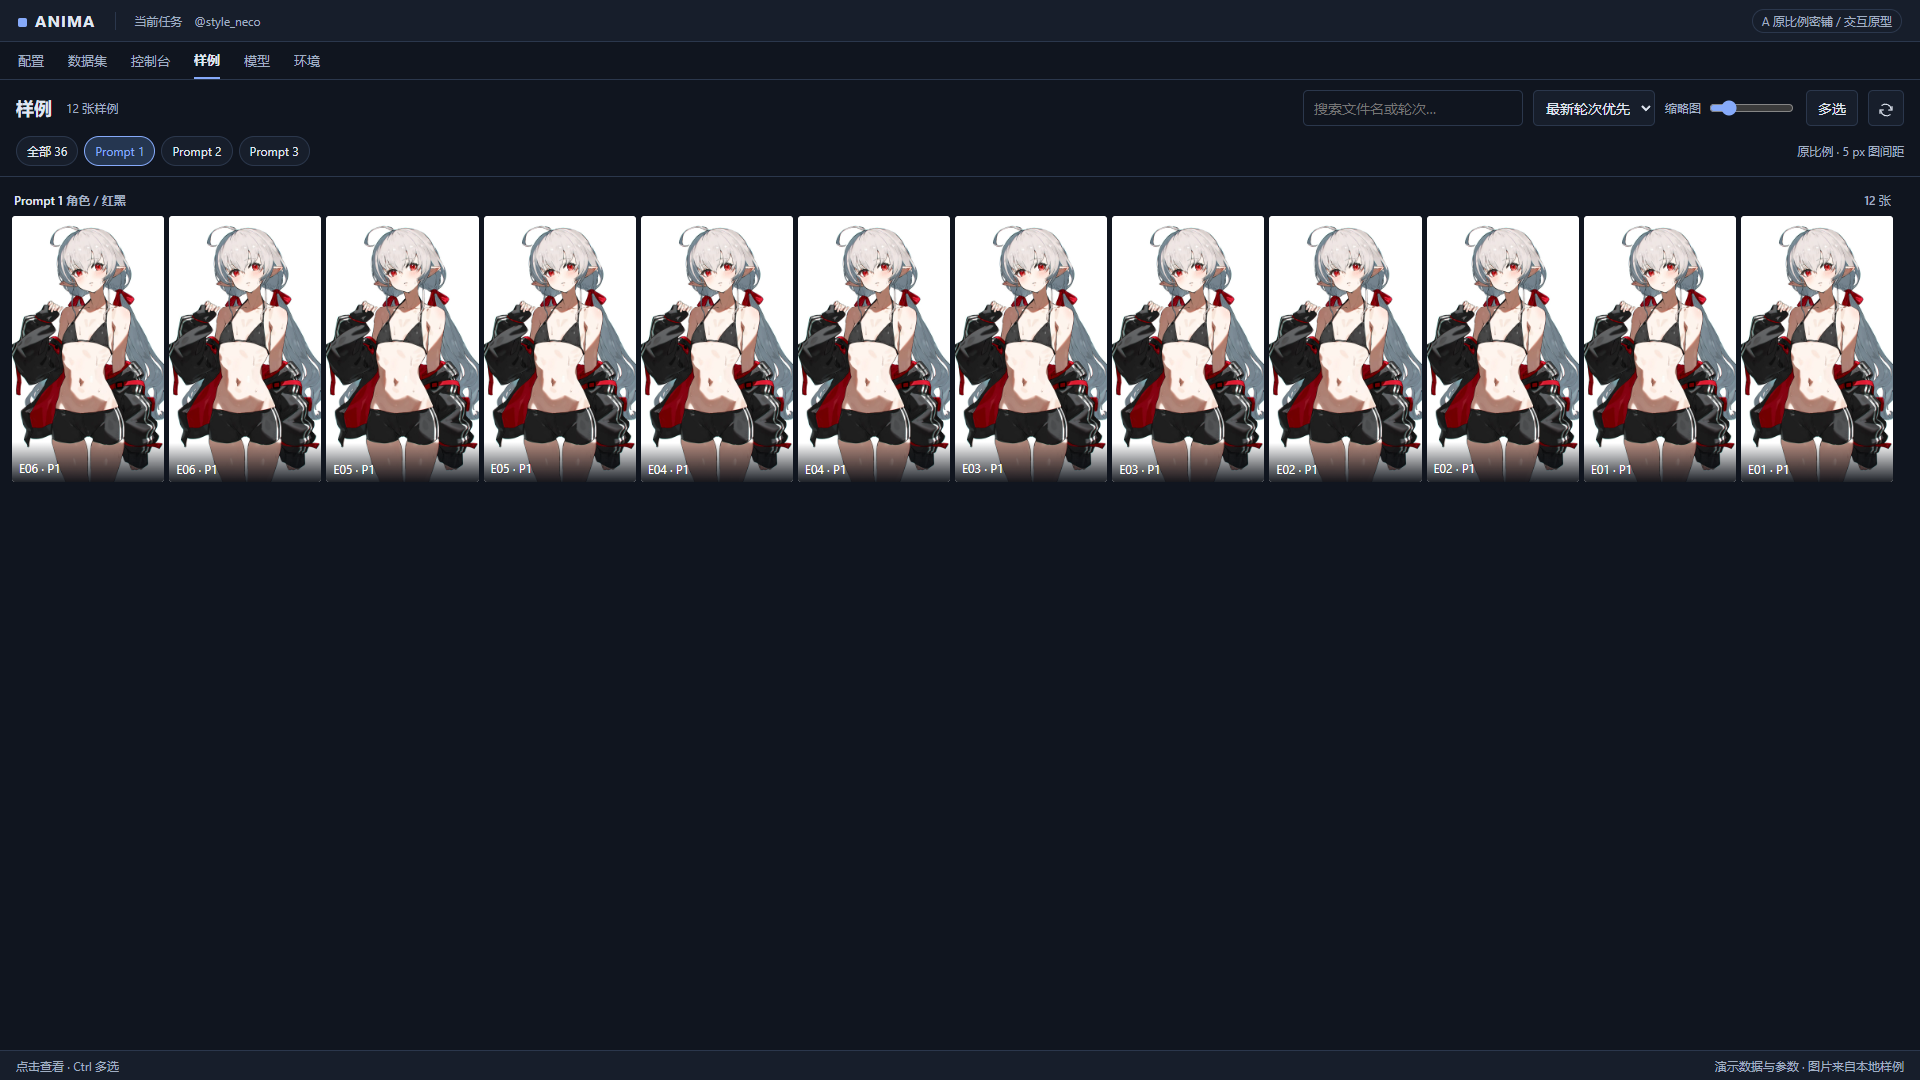 ANIMA 当前任务 @style_neco A 原比例密铺 / 交互原型
配置 数据集 控制台 样例 模型 环境
样例 12 张样例 搜索文件名或轮次... 最新轮次优先 缩略图 多选
全部 36 Prompt 1 Prompt 2 Prompt 3 原比例 · 5 px 图间距
Prompt 1 角色 / 红黑 12 张
E06 · P1 E06 · P1 E05 · P1 E05 · P1 E04 · P1 E04 · P1 E03 · P1 E03 · P1 E02 · P1 E02 · P1 E01 · P1 E01 · P1
点击查看 · Ctrl 多选 演示数据与参数 · 图片来自本地样例